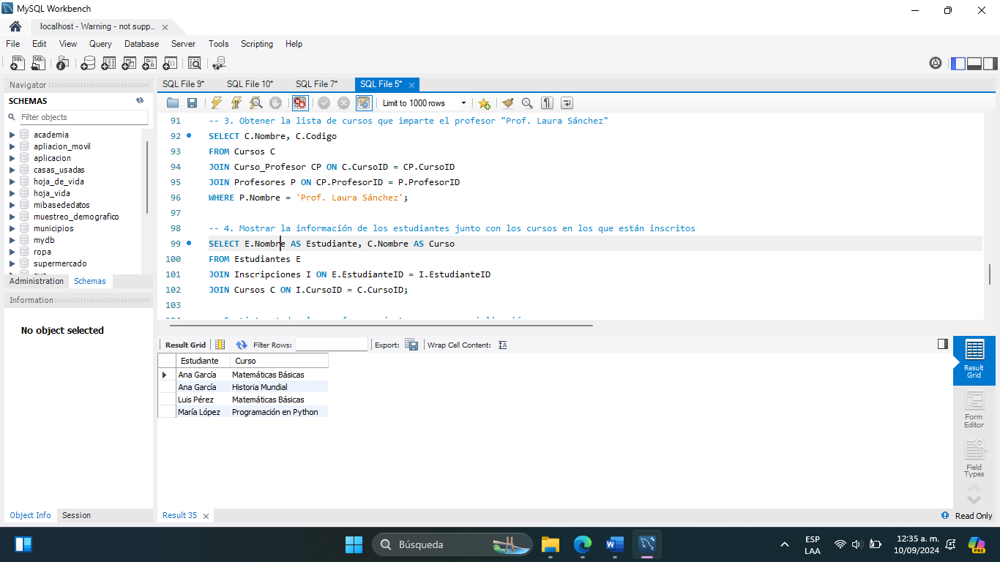 MySQL Workbench
localhost - Warning - not supp...
File Edit View Query Database Server Tools Scripting Help
Navigator
SCHEMAS
Filter objects
academia
apliacion_movil
aplicacion
casas_usadas
hoja_de_vida
hoja_vida
mibasededatos
muestreo_demografico
municipios
mydb
ropa
supermercado
Administration Schemas
Information
No object selected
Object Info Session
SQL File 9* SQL File 10* SQL File 7* SQL File 5*
Limit to 1000 rows
91 -- 3. Obtener la lista de cursos que imparte el profesor "Prof. Laura Sánchez"
92 SELECT C.Nombre, C.Codigo
93 FROM Cursos C
94 JOIN Curso_Profesor CP ON C.CursoID = CP.CursoID
95 JOIN Profesores P ON CP.ProfesorID = P.ProfesorID
96 WHERE P.Nombre = 'Prof. Laura Sánchez';
97
98 -- 4. Mostrar la información de los estudiantes junto con los cursos en los que están inscritos
99 SELECT E.Nombre AS Estudiante, C.Nombre AS Curso
100 FROM Estudiantes E
101 JOIN Inscripciones I ON E.EstudianteID = I.EstudianteID
102 JOIN Cursos C ON I.CursoID = C.CursoID;
103
Result Grid Filter Rows: Export: Wrap Cell Content:
Estudiante Curso
Ana García Matemáticas Básicas
Ana García Historia Mundial
Luis Pérez Matemáticas Básicas
María López Programación en Python
Result Grid
Form Editor
Field Types
Result 35
Read Only
Búsqueda
ESP
LAA
12:35 a. m.
10/09/2024
PRE